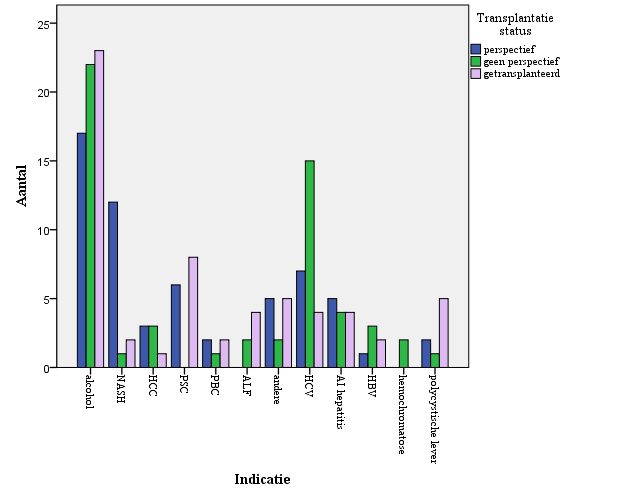 Transplantatie
status
perspectief
geen perspectief
getransplanteerd
Aantal
25
20
15
10
5
0
alcohol
NASH
HCC
PSC
PBC
ALF
andere
HCV
AI hepatitis
HBV
hemochromatose
polycystische lever
Indicatie